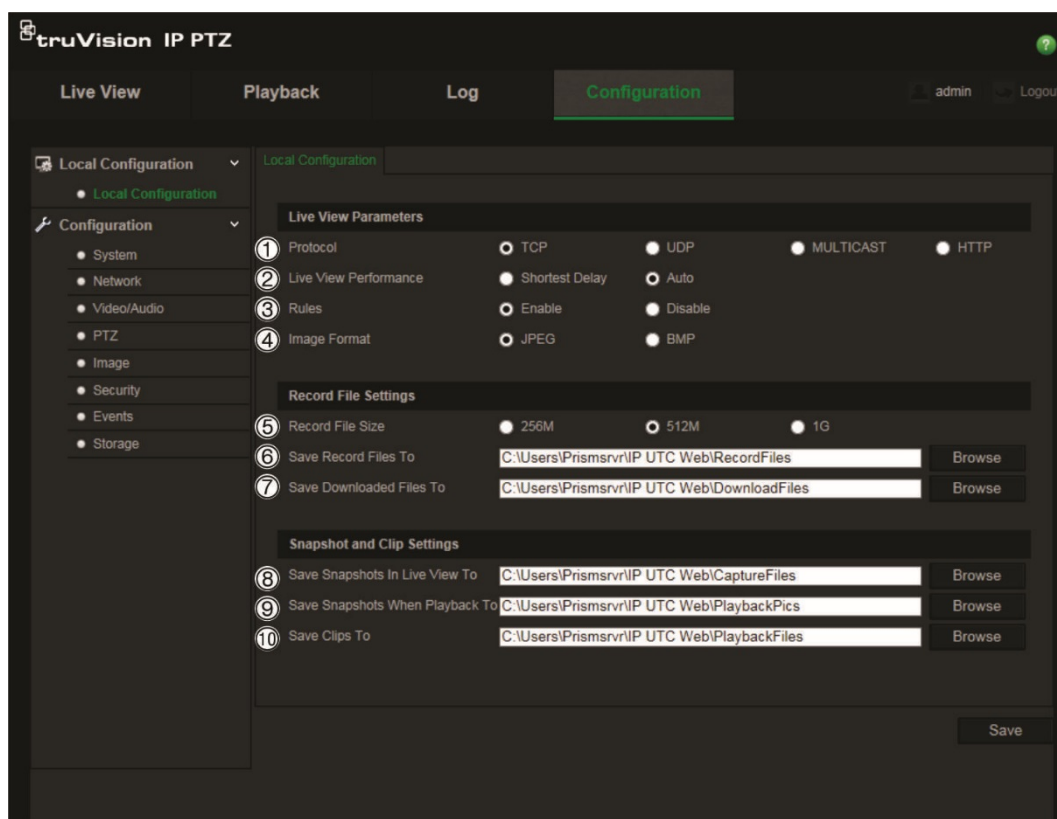 truVision IP PTZ
?
Live View Playback Log Configuration admin Logou
Local Configuration
Local Configuration
Configuration
System
Network
Video/Audio
PTZ
Image
Security
Events
Storage
Local Configuration
Live View Parameters
① Protocol TCP UDP MULTICAST HTTP
② Live View Performance Shortest Delay Auto
③ Rules Enable Disable
④ Image Format JPEG BMP
Record File Settings
⑤ Record File Size 256M 512M 1G
⑥ Save Record Files To C:\Users\Prismsrvr\IP UTC Web\RecordFiles Browse
⑦ Save Downloaded Files To C:\Users\Prismsrvr\IP UTC Web\DownloadFiles Browse
Snapshot and Clip Settings
⑧ Save Snapshots In Live View To C:\Users\Prismsrvr\IP UTC Web\CaptureFiles Browse
⑨ Save Snapshots When Playback To C:\Users\Prismsrvr\IP UTC Web\PlaybackPics Browse
⑩ Save Clips To C:\Users\Prismsrvr\IP UTC Web\PlaybackFiles Browse
Save